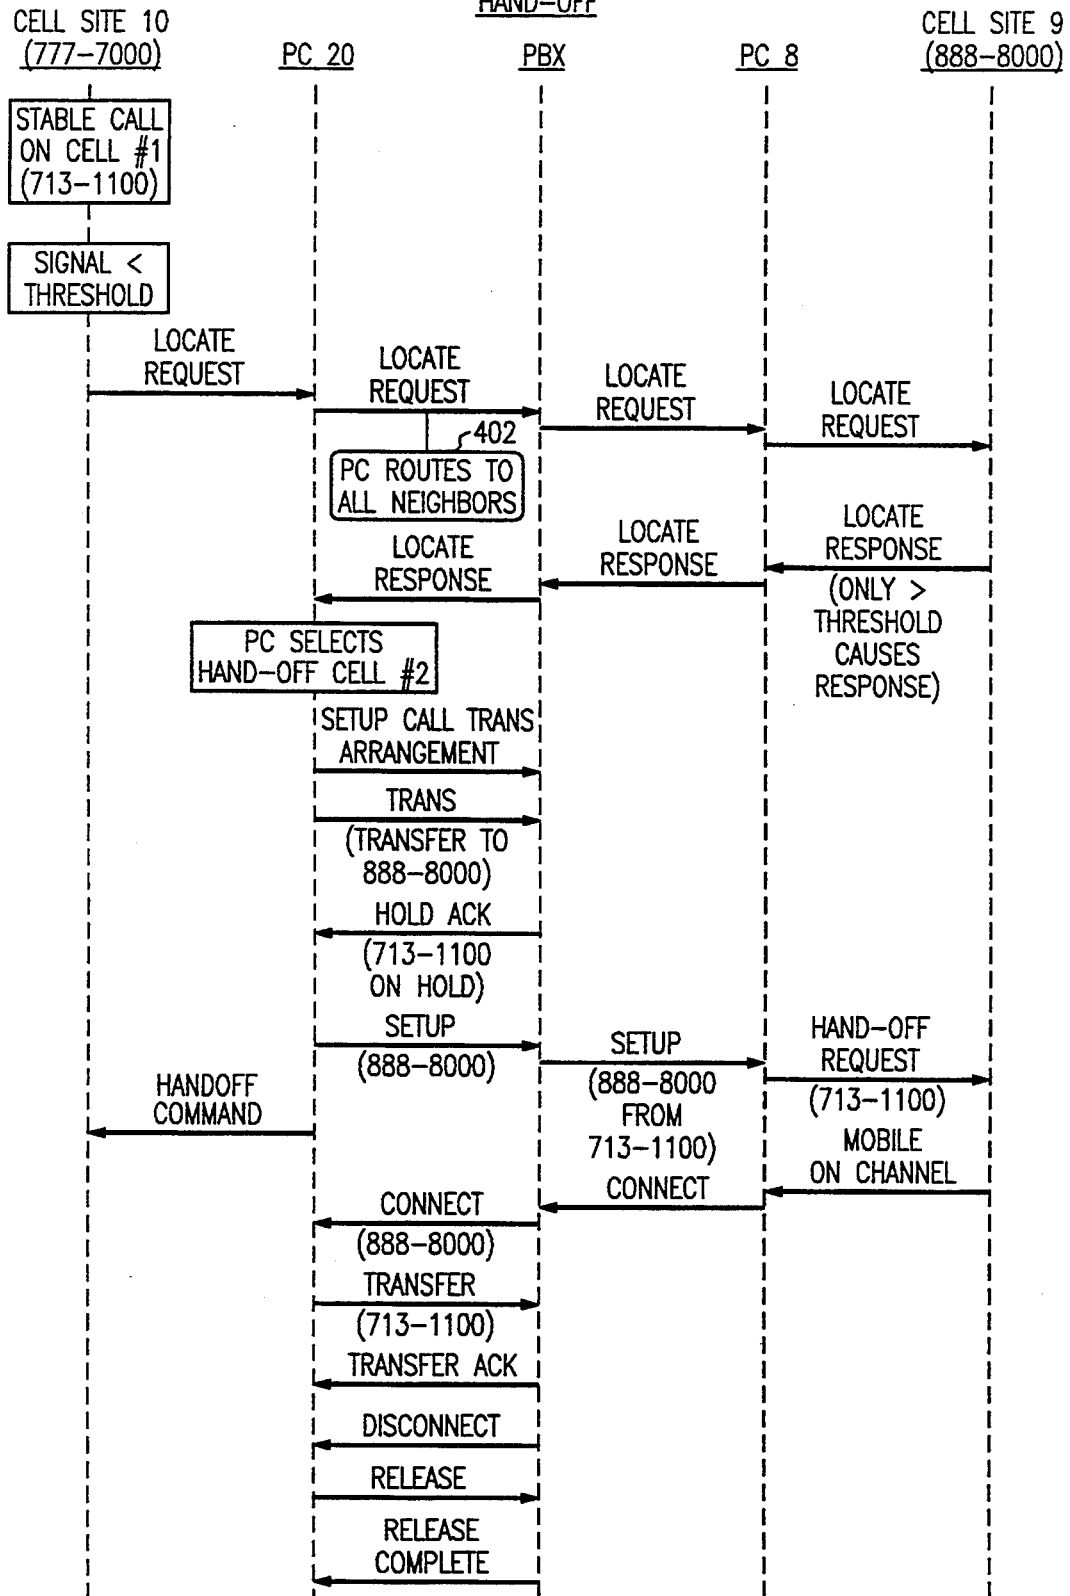 HAND-OFF
CELL SITE 10
(777-7000)
PC 20
PBX
PC 8
CELL SITE 9
(888-8000)
STABLE CALL
ON CELL #1
(713-1100)
SIGNAL <
THRESHOLD
LOCATE
REQUEST
LOCATE
REQUEST
LOCATE
REQUEST
LOCATE
REQUEST
402
PC ROUTES TO
ALL NEIGHBORS
LOCATE
RESPONSE
LOCATE
RESPONSE
LOCATE
RESPONSE
(ONLY >
THRESHOLD
CAUSES
RESPONSE)
PC SELECTS
HAND-OFF CELL #2
SETUP CALL TRANS
ARRANGEMENT
TRANS
(TRANSFER TO
888-8000)
HOLD ACK
(713-1100
ON HOLD)
SETUP
(888-8000)
SETUP
(888-8000
FROM
713-1100)
HAND-OFF
REQUEST
(713-1100)
HANDOFF
COMMAND
MOBILE
ON CHANNEL
CONNECT
CONNECT
(888-8000)
TRANSFER
(713-1100)
TRANSFER ACK
DISCONNECT
RELEASE
RELEASE
COMPLETE